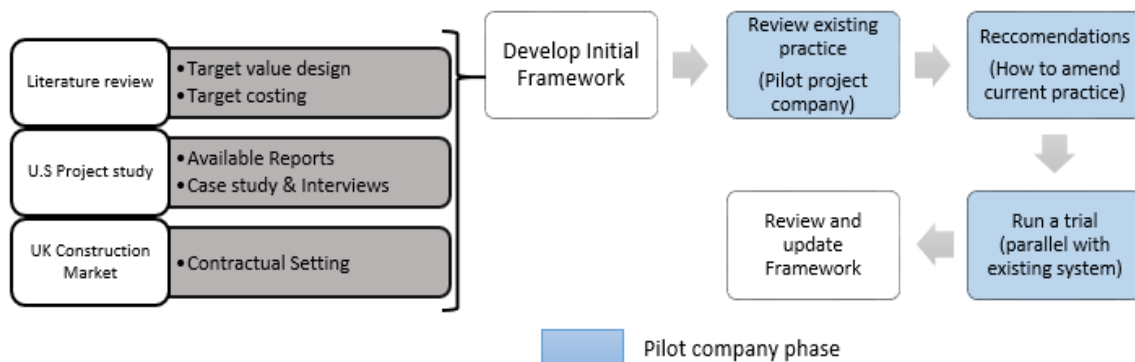 Literature review
• Target value design
• Target costing
U.S Project study
• Available Reports
• Case study & Interviews
UK Construction
Market
• Contractual Setting
Develop Initial
Framework
Review existing
practice
(Pilot project
company)
Reccomendations
(How to amend
current practice)
Run a trial
(parallel with
existing system)
Review and
update
Framework
Pilot company phase